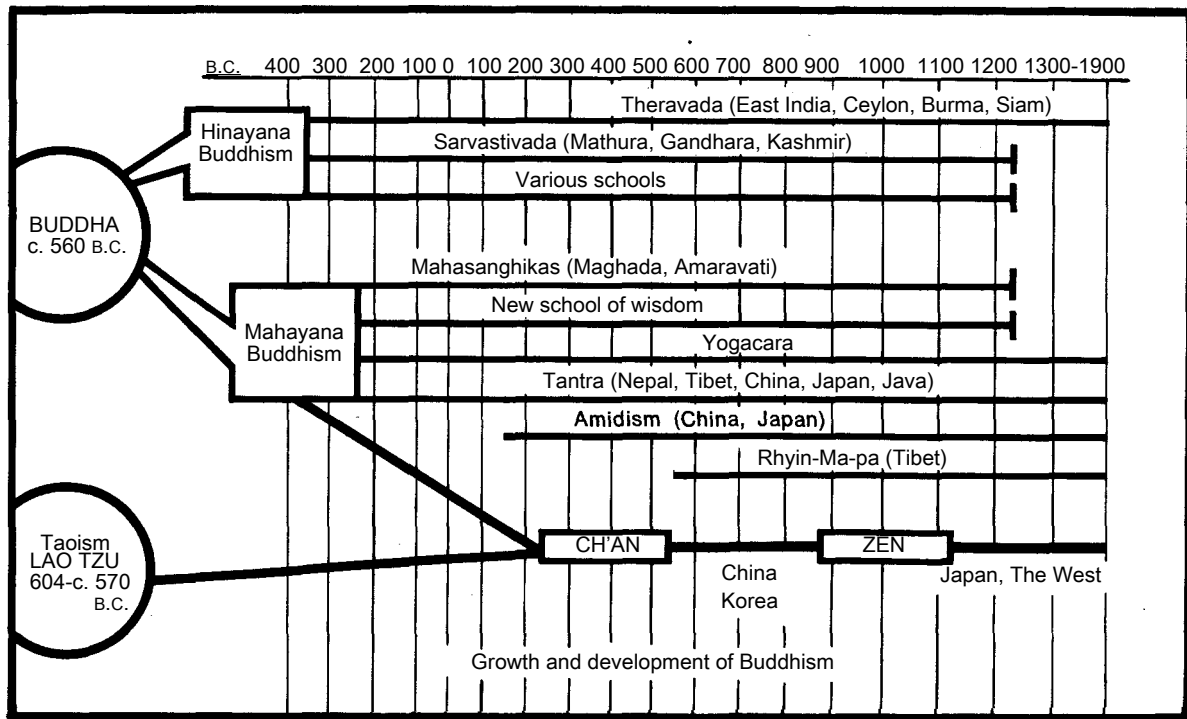 B.C. 400 300 200 100 0 100 200 300 400 500 600 700 800 900 1000 1100 1200 1300-1900
Theravada (East India, Ceylon, Burma, Siam)
Hinayana
Buddhism
Sarvastivada (Mathura, Gandhara, Kashmir)
Various schools
BUDDHA
c. 560 B.C.
Mahasanghikas (Maghada, Amaravati)
New school of wisdom
Mahayana
Buddhism
Yogacara
Tantra (Nepal, Tibet, China, Japan, Java)
Amidism (China, Japan)
Rhyin-Ma-pa (Tibet)
Taoism
LAO TZU
604-c. 570
B.C.
CH'AN
ZEN
China
Korea
Japan, The West
Growth and development of Buddhism